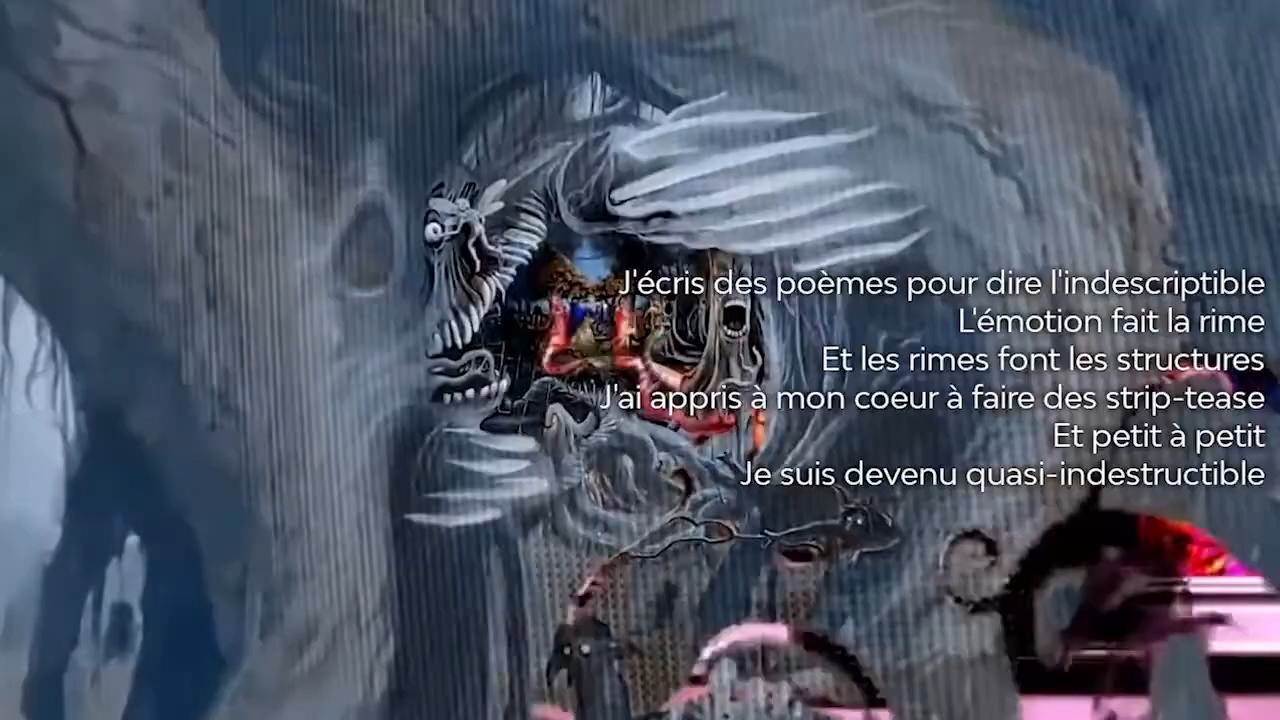 J'écris des poèmes pour dire l'indescriptible
L'émotion fait la rime
Et les rimes font les structures
J'ai appris à mon coeur à faire des strip-tease
Et petit à petit
Je suis devenu quasi-indestructible